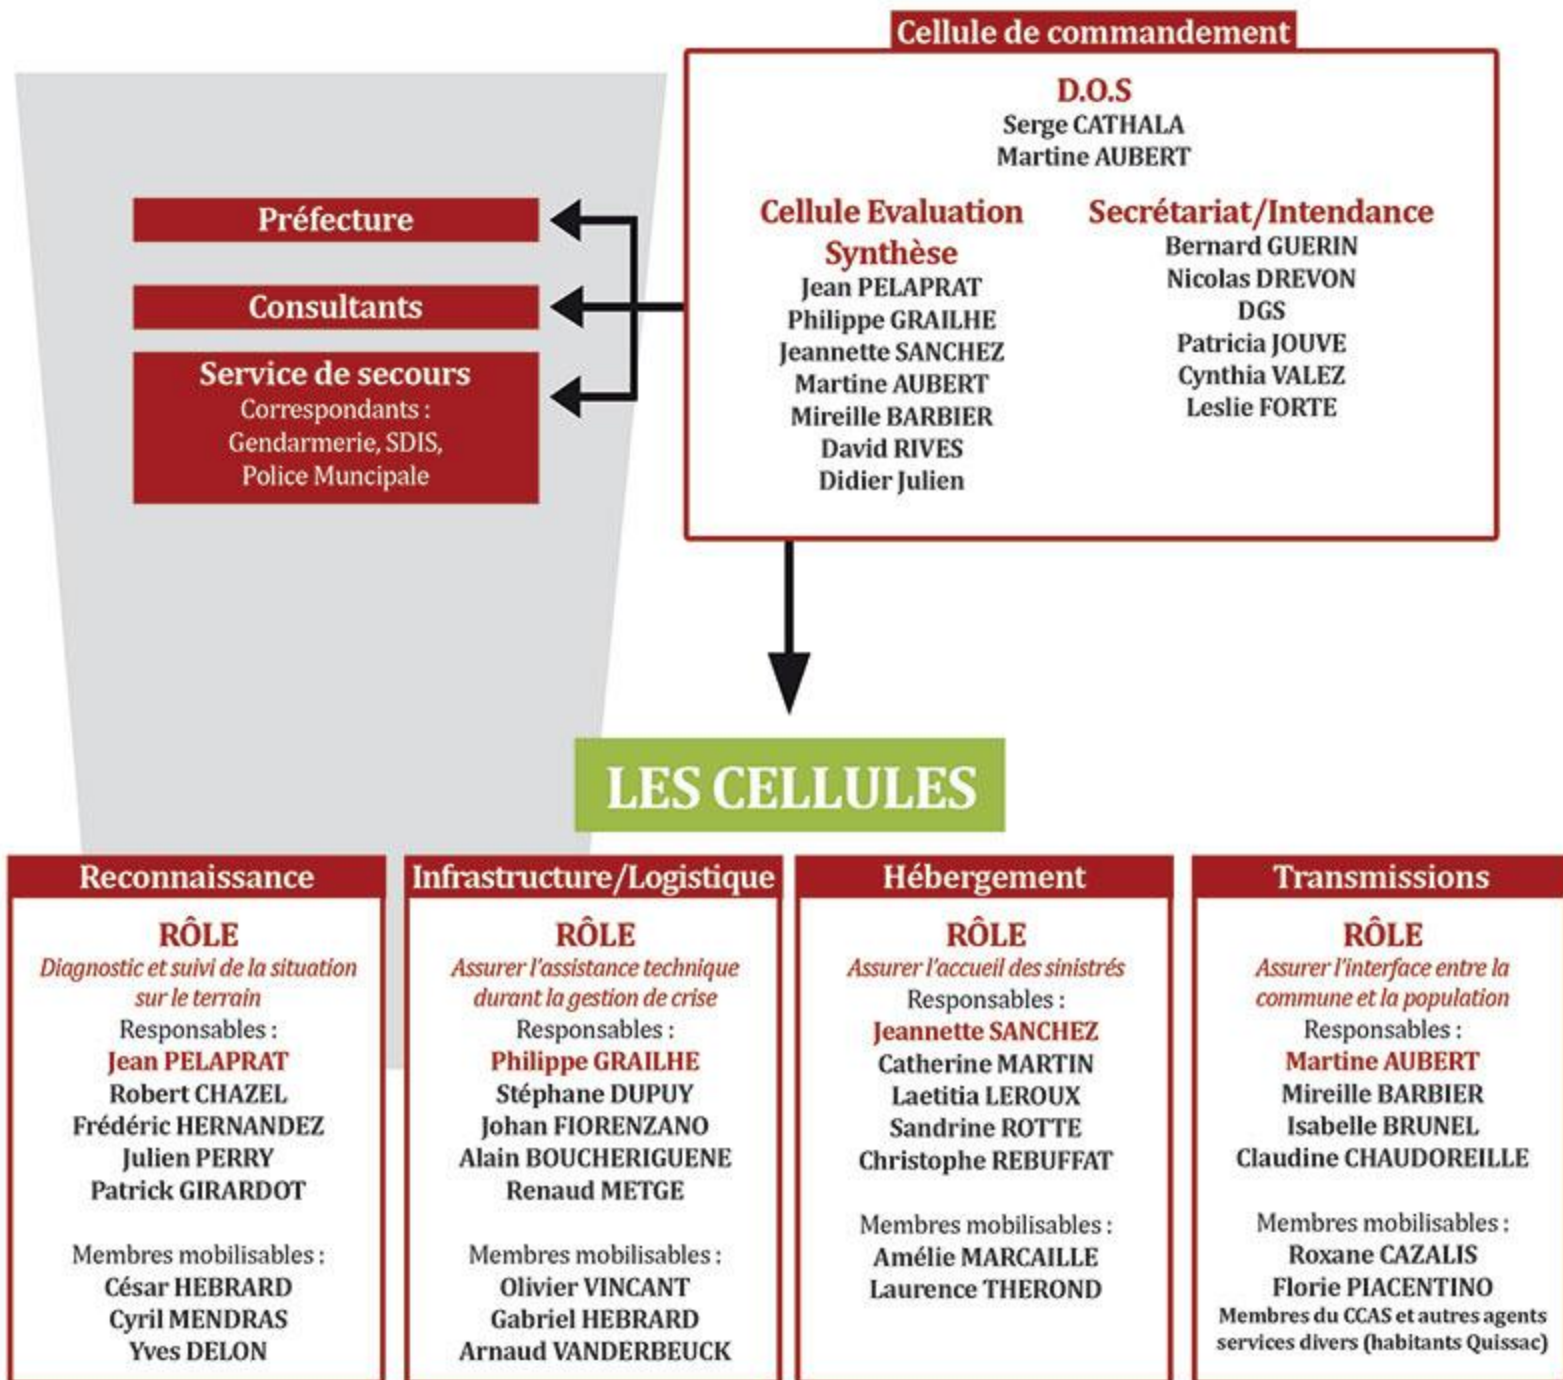 Cellule de commandement
D.O.S
Serge CATHALA
Martine AUBERT
Cellule Evaluation
Synthèse
Jean PELAPRAT
Philippe GRAILHE
Jeannette SANCHEZ
Martine AUBERT
Mireille BARBIER
David RIVES
Didier Julien
Secrétariat/Intendance
Bernard GUERIN
Nicolas DREVON
DGS
Patricia JOUVE
Cynthia VALEZ
Leslie FORTE
Préfecture
Consultants
Service de secours
Correspondants :
Gendarmerie, SDIS,
Police Muncipale
LES CELLULES
Reconnaissance
RÔLE
Diagnostic et suivi de la situation
sur le terrain
Responsables :
Jean PELAPRAT
Robert CHAZEL
Frédéric HERNANDEZ
Julien PERRY
Patrick GIRARDOT
Membres mobilisables :
César HEBRARD
Cyril MENDRAS
Yves DELON
Infrastructure/Logistique
RÔLE
Assurer l'assistance technique
durant la gestion de crise
Responsables :
Philippe GRAILHE
Stéphane DUPUY
Johan FIORENZANO
Alain BOUCHERIGUENE
Renaud METGE
Membres mobilisables :
Olivier VINCANT
Gabriel HEBRARD
Arnaud VANDERBEUCK
Hébergement
RÔLE
Assurer l'accueil des sinistrés
Responsables :
Jeannette SANCHEZ
Catherine MARTIN
Laetitia LEROUX
Sandrine ROTTE
Christophe REBUFFAT
Membres mobilisables :
Amélie MARCAILLE
Laurence THEROND
Transmissions
RÔLE
Assurer l'interface entre la
commune et la population
Responsables :
Martine AUBERT
Mireille BARBIER
Isabelle BRUNEL
Claudine CHAUDOREILLE
Membres mobilisables :
Roxane CAZALIS
Florie PIACENTINO
Membres du CCAS et autres agents
services divers (habitants Quissac)